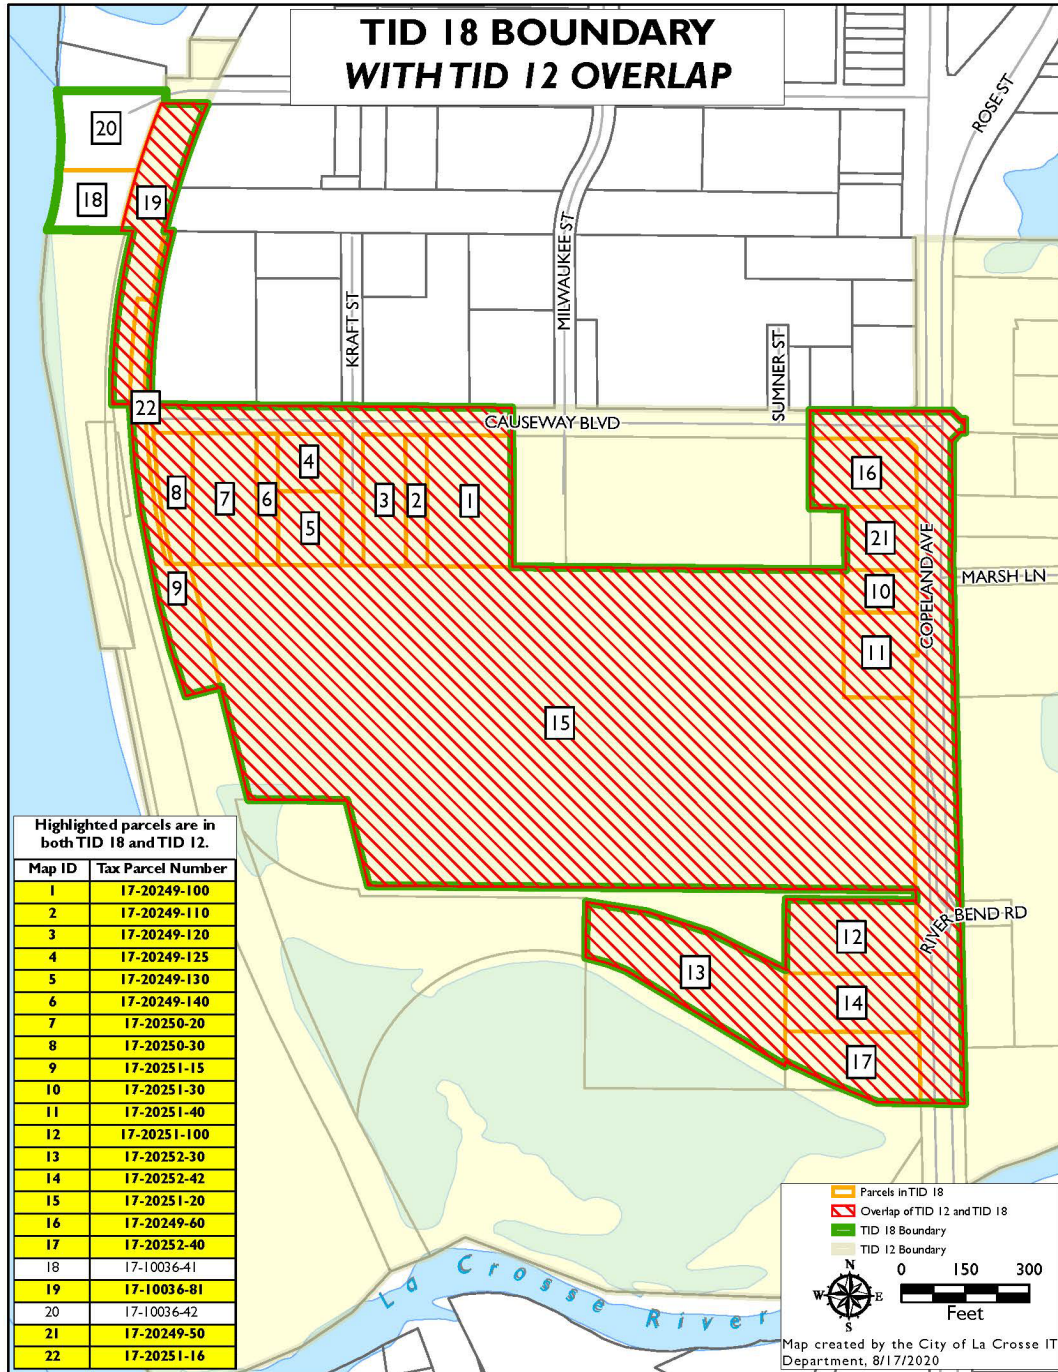 TID 18 BOUNDARY
WITH TID 12 OVERLAP
ROSE ST
20
18
19
MILWAUKEE ST
KRAFT ST
SUMNER ST
22
CAUSEWAY BLVD
4
16
8
7
6
3
2
1
5
21
COPELAND AVE
9
10
MARSH LN
11
15
RIVER BEND RD
12
13
14
17
Highlighted parcels are in
both TID 18 and TID 12.
Map ID Tax Parcel Number
1 17-20249-100
2 17-20249-110
3 17-20249-120
4 17-20249-125
5 17-20249-130
6 17-20249-140
7 17-20250-20
8 17-20250-30
9 17-20251-15
10 17-20251-30
11 17-20251-40
12 17-20251-100
13 17-20252-30
14 17-20252-42
15 17-20251-20
16 17-20249-60
17 17-20252-40
18 17-10036-41
19 17-10036-81
20 17-10036-42
21 17-20249-50
22 17-20251-16
La Crosse River
Parcels in TID 18
Overlap of TID 12 and TID 18
TID 18 Boundary
TID 12 Boundary
N
W E
S
0 150 300
Feet
Map created by the City of La Crosse IT
Department, 8/17/2020